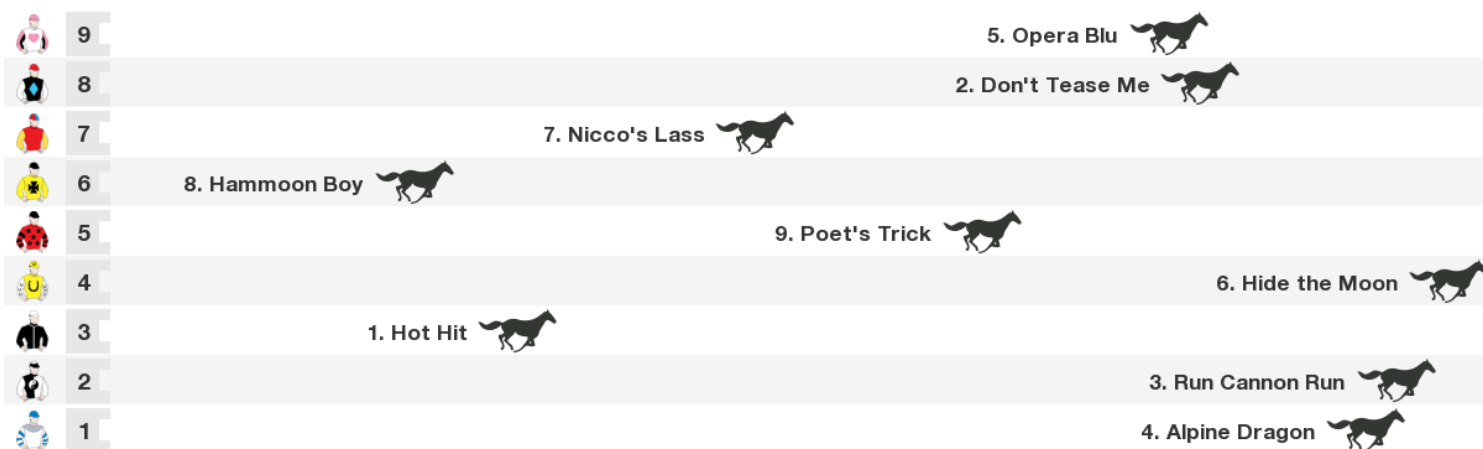 9 5. Opera Blu
8 2. Don't Tease Me
7 7. Nicco's Lass
6 8. Hammoon Boy
5 9. Poet's Trick
4 6. Hide the Moon
3 1. Hot Hit
2 3. Run Cannon Run
1 4. Alpine Dragon